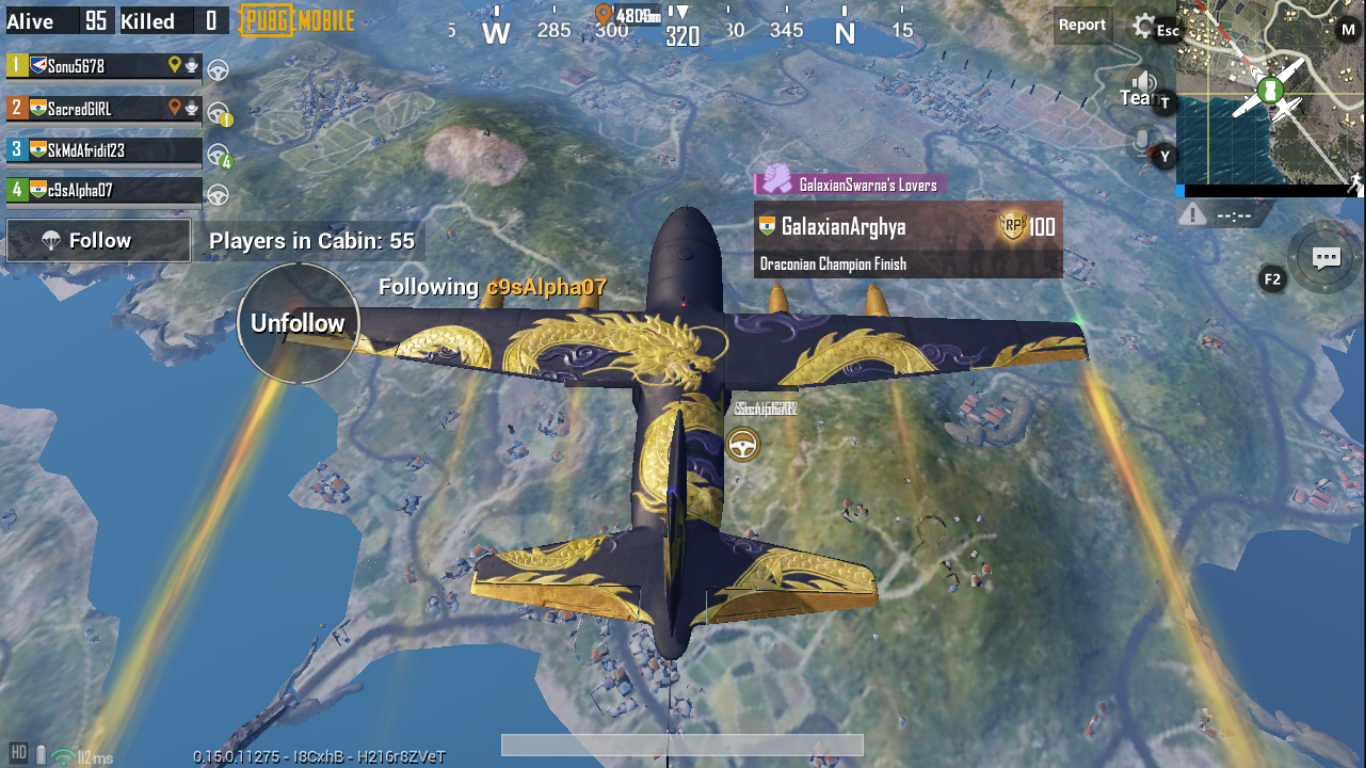 Alive 95 Killed 0 PUBG MOBILE
W 285 300 320 30 345 N 15
Report Esc M
1 Sonu5678
2 SacredGIRL
3 SkMdAfridi123
4 c9sAlpha07
Team T
Y
Follow Players in Cabin: 55
GalaxianSwarna's Lovers
GalaxianArghya RP 100
Draconian Champion Finish
--:--
F2
Following c9sAlpha07
Unfollow
HD 112ms 0.15.0.11275 - I8CxhB - H216r8ZVeT